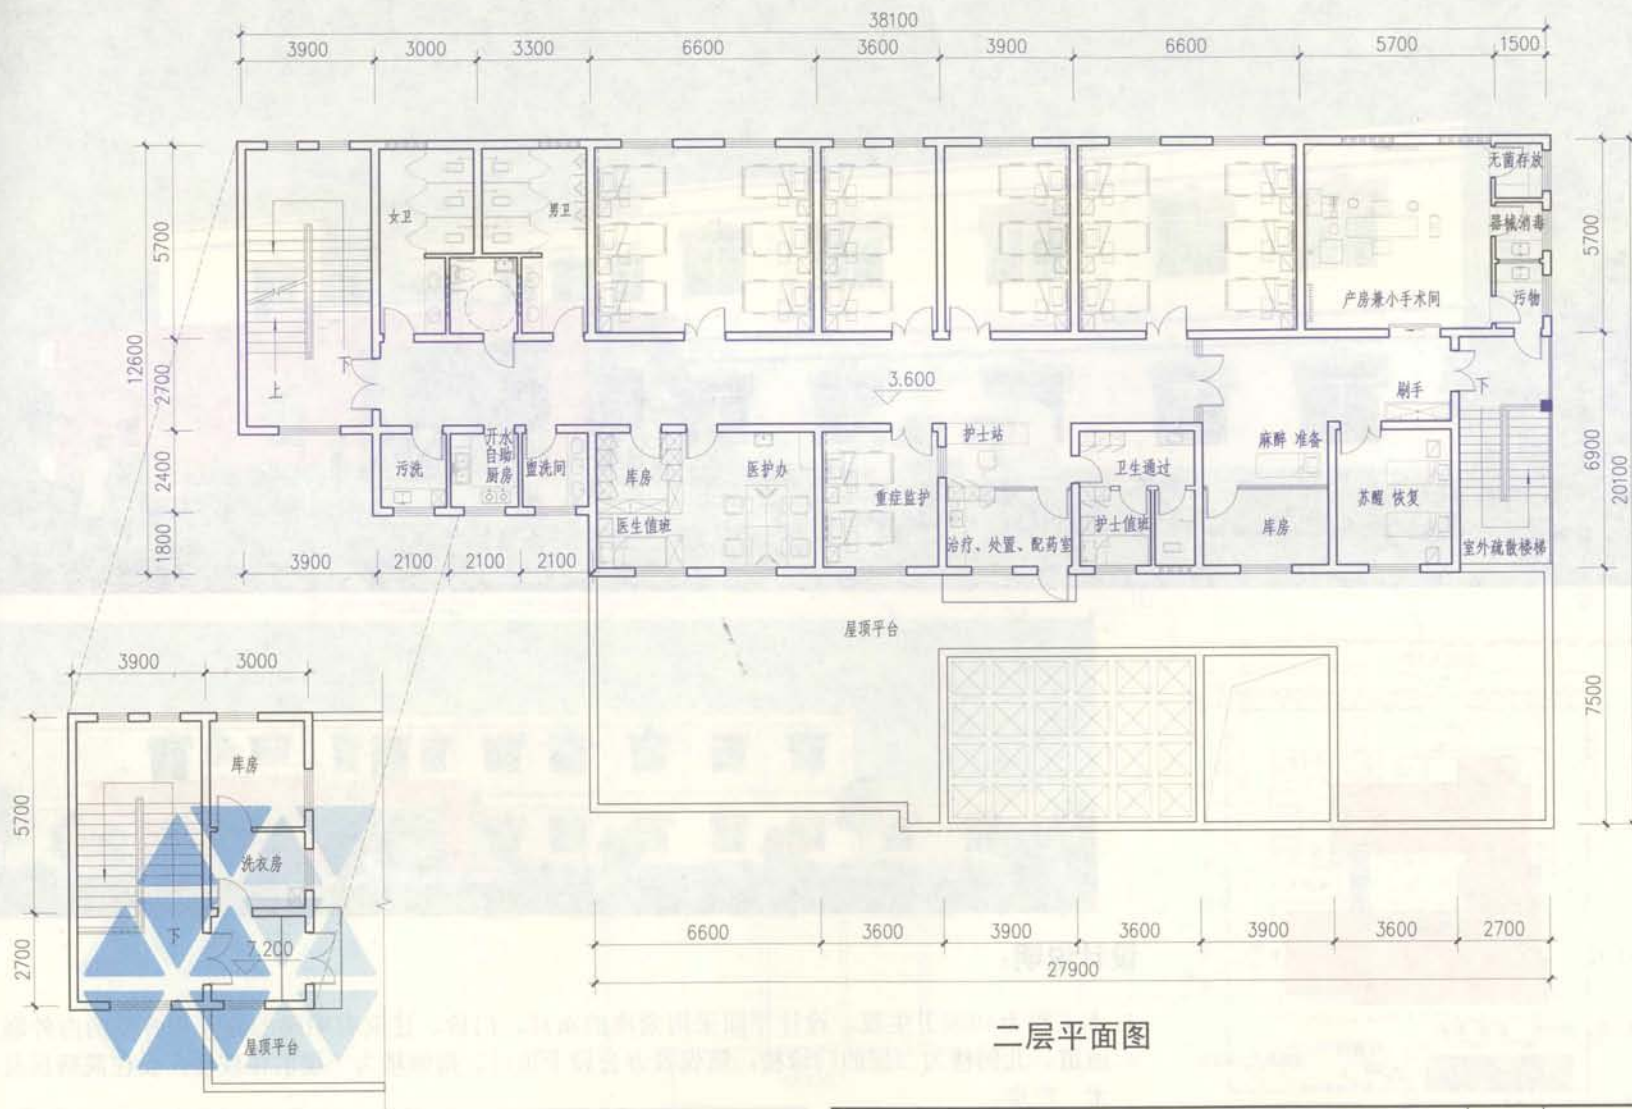 38100
3900 3000 3300 6600 3600 3900 6600 5700 1500
无菌存放
女卫
男卫
器械消毒
5700
5700
产房兼小手术间
污物
12600
2700
下
3.600
下
上
刷手
护士站
麻醉 准备
6900
20100
开水
自助
厨房
污洗
盥洗间
库房
医护办
卫生通过
2400
重症监护
苏醒 恢复
医生值班
护士值班
库房
1800
治疗、处置、配药室
室外疏散楼梯
3900 2100 2100 2100
屋顶平台
3900 3000
7500
库房
5700
洗衣房
下
7.200
2700
6600 3600 3900 3600 3900 3600 2700
27900
二层平面图
屋顶平台